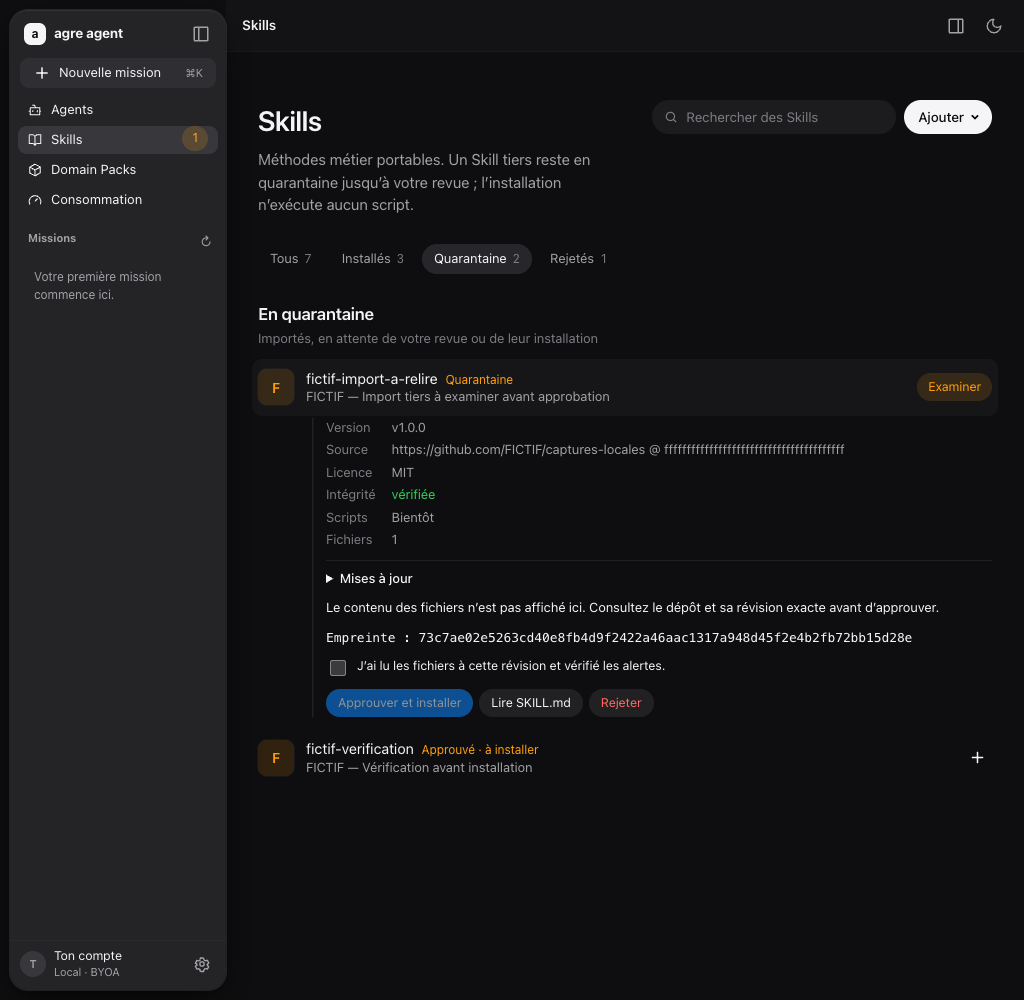 a agre agent
Nouvelle mission ⌘K
Agents
Skills 1
Domain Packs
Consommation
Missions
Votre première mission
commence ici.
T
Ton compte
Local · BYOA
Skills
Skills
Rechercher des Skills
Ajouter
Méthodes métier portables. Un Skill tiers reste en
quarantaine jusqu’à votre revue ; l’installation
n’exécute aucun script.
Tous 7 Installés 3 Quarantaine 2 Rejetés 1
En quarantaine
Importés, en attente de votre revue ou de leur installation
F
fictif-import-a-relire Quarantaine
FICTIF — Import tiers à examiner avant approbation
Examiner
Version v1.0.0
Source https://github.com/FICTIF/captures-locales @ ffffffffffffffffffffffffffffffffffffffff
Licence MIT
Intégrité vérifiée
Scripts Bientôt
Fichiers 1
Mises à jour
Le contenu des fichiers n’est pas affiché ici. Consultez le dépôt et sa révision exacte avant d’approuver.
Empreinte : 73c7ae02e5263cd40e8fb4d9f2422a46aac1317a948d45f2e4b2fb72bb15d28e
J’ai lu les fichiers à cette révision et vérifié les alertes.
Approuver et installer Lire SKILL.md Rejeter
F
fictif-verification Approuvé · à installer
FICTIF — Vérification avant installation